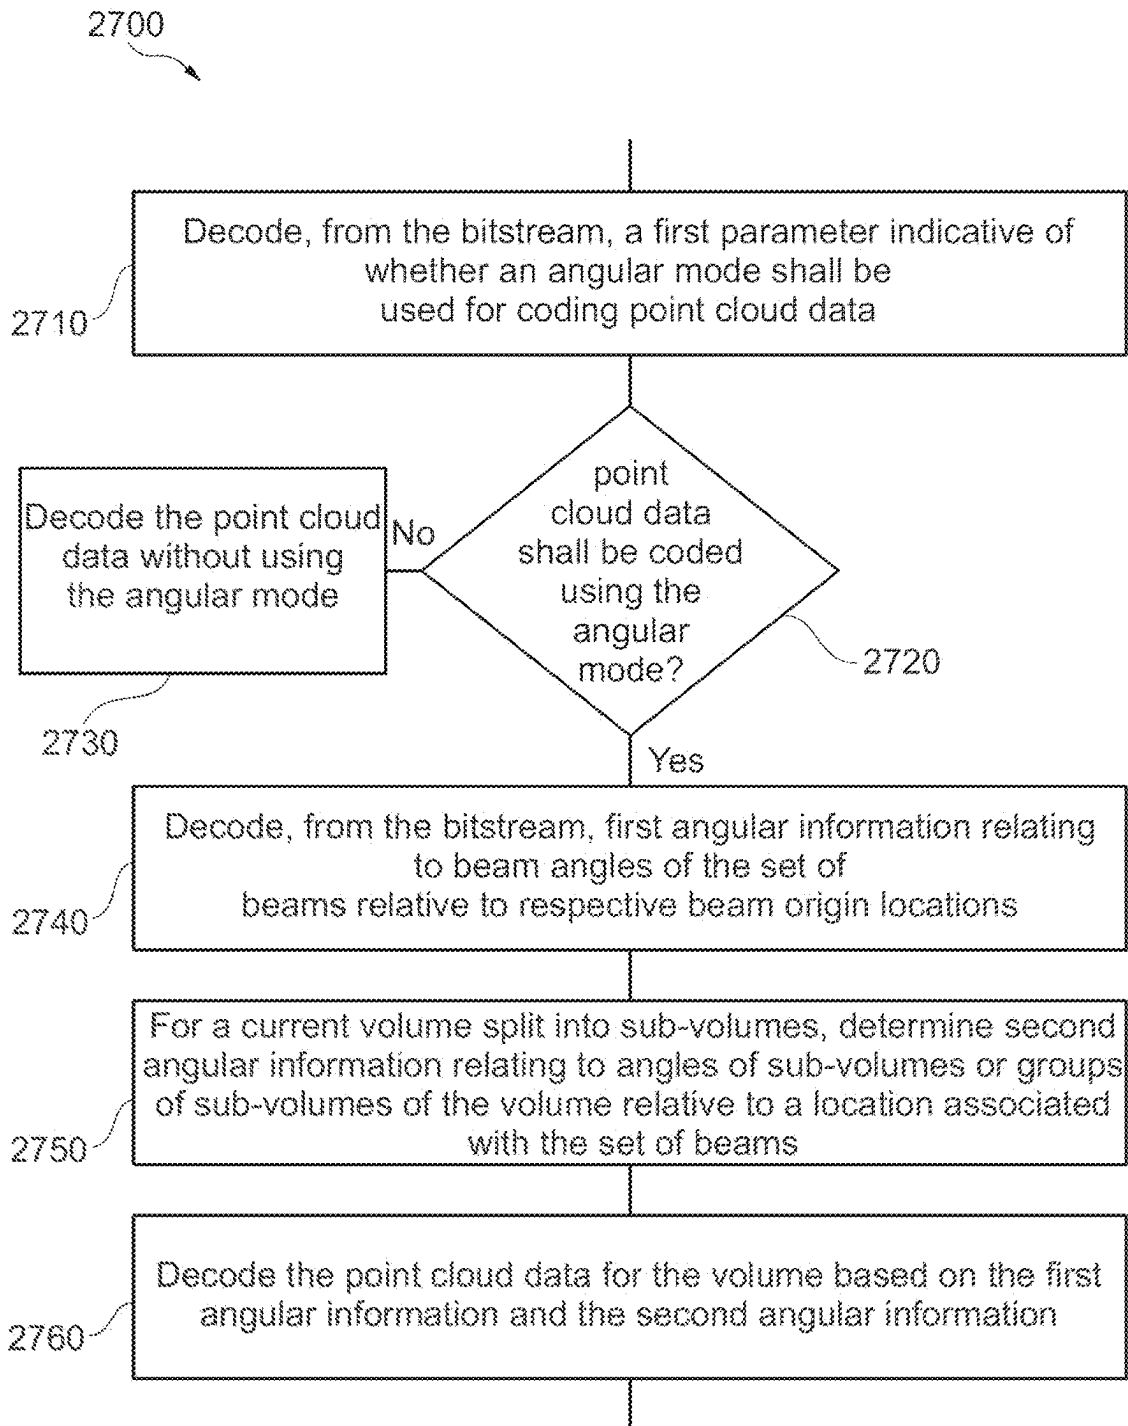 2700
Decode, from the bitstream, a first parameter indicative of
whether an angular mode shall be
used for coding point cloud data
2710
point
cloud data
shall be coded
using the
angular
mode?
2720
No
Decode the point cloud
data without using
the angular mode
2730
Yes
Decode, from the bitstream, first angular information relating
to beam angles of the set of
beams relative to respective beam origin locations
2740
For a current volume split into sub-volumes, determine second
angular information relating to angles of sub-volumes or groups
of sub-volumes of the volume relative to a location associated
with the set of beams
2750
Decode the point cloud data for the volume based on the first
angular information and the second angular information
2760